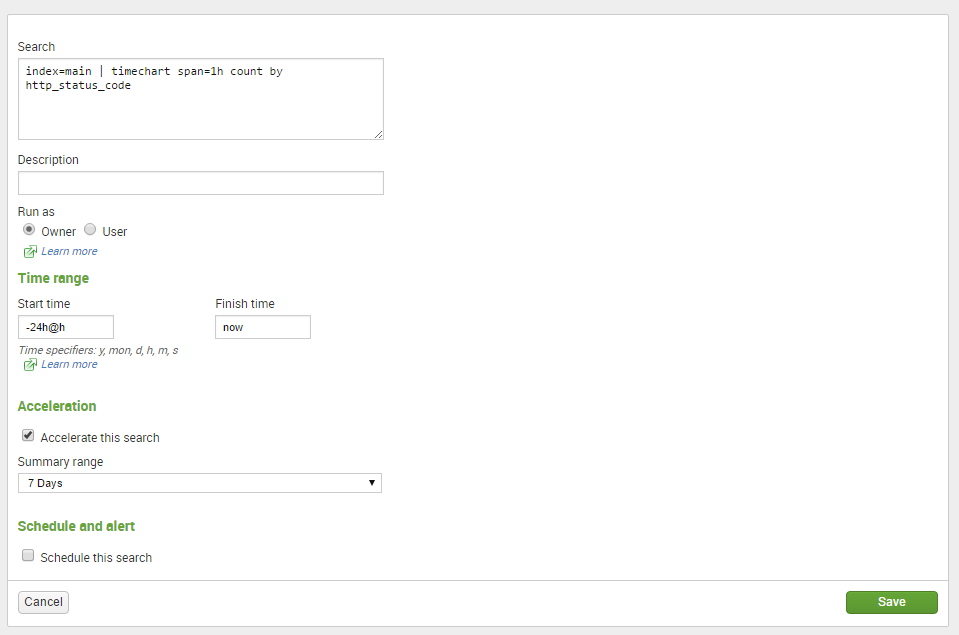 Search
index=main | timechart span=1h count by
http_status_code
Description
Run as
Owner User
Learn more
Time range
Start time Finish time
-24h@h now
Time specifiers: y, mon, d, h, m, s
Learn more
Acceleration
Accelerate this search
Summary range
7 Days
Schedule and alert
Schedule this search
Cancel Save